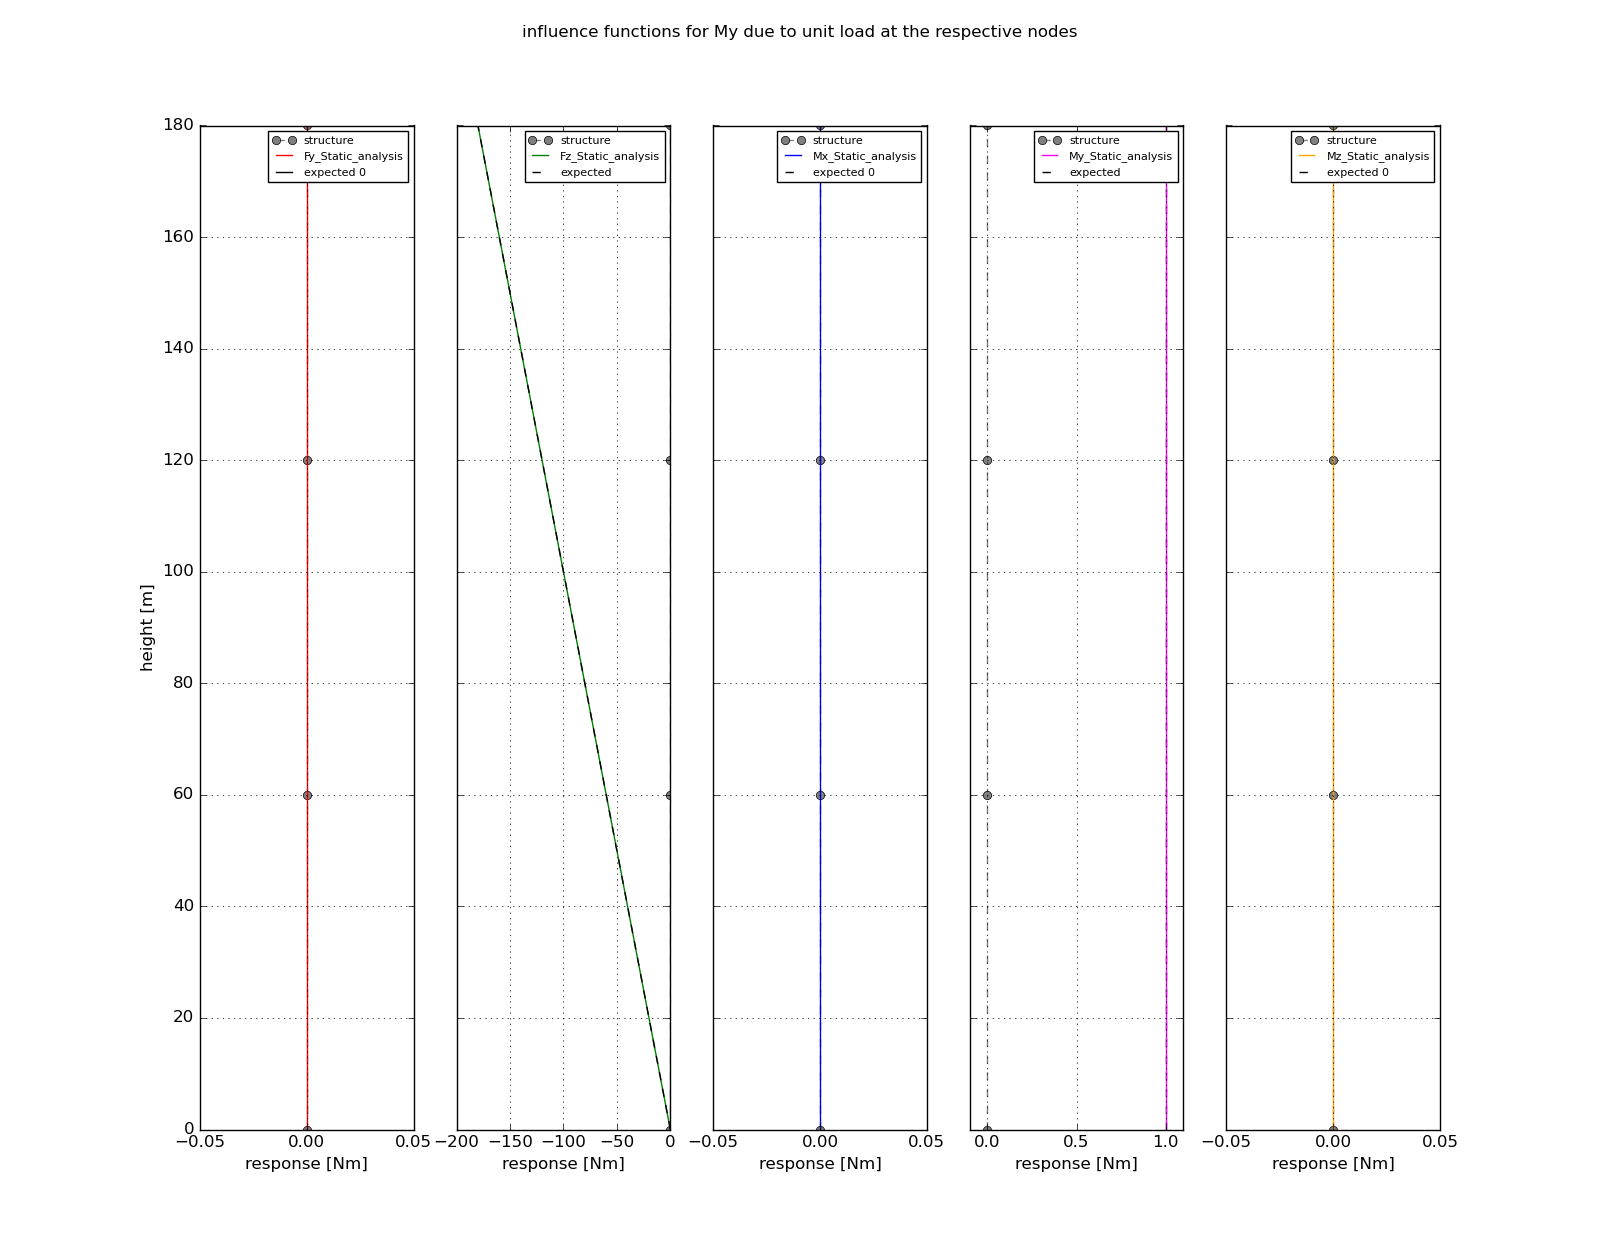 influence functions for My due to unit load at the respective nodes
structure
Fy_Static_analysis
expected 0
structure
Fz_Static_analysis
expected
structure
Mx_Static_analysis
expected 0
structure
My_Static_analysis
expected
structure
Mz_Static_analysis
expected 0
180
160
140
120
100
80
60
40
20
0
height [m]
−0.05 0.00 0.05
−200 −150 −100 −50 0
−0.05 0.00 0.05
0.0 0.5 1.0
−0.05 0.00 0.05
response [Nm]
response [Nm]
response [Nm]
response [Nm]
response [Nm]